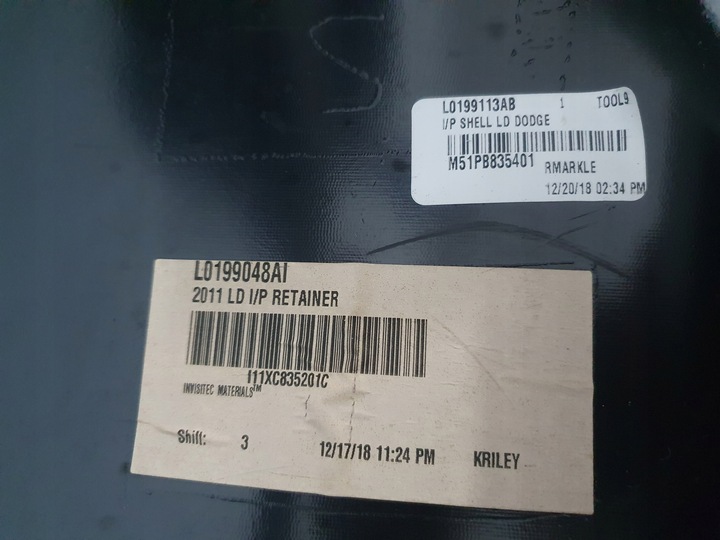 L0199113AB 1 TOOL9
I/P SHELL LD DODGE
M51PB835401 RMARKLE
12/20/18 02:34 PM
L0199048AI
2011 LD I/P RETAINER
I11XC835201C
INVISITEC MATERIALS™
Shift: 3 12/17/18 11:24 PM KRILEY